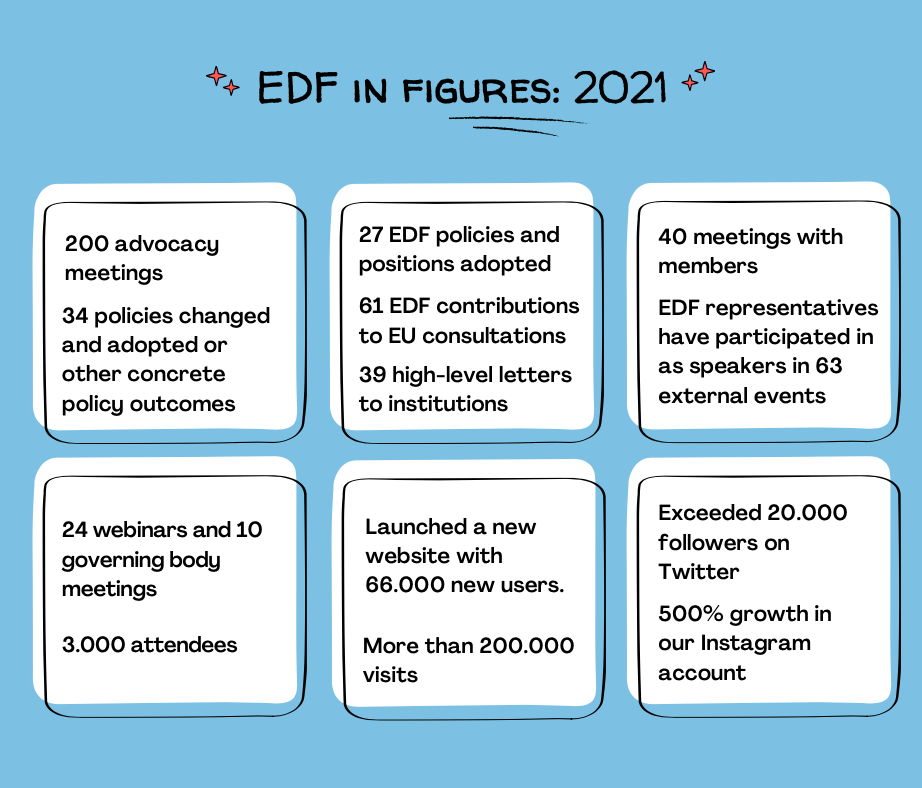 EDF IN FIGURES: 2021
200 advocacy
meetings
34 policies changed
and adopted or
other concrete
policy outcomes
27 EDF policies and
positions adopted
61 EDF contributions
to EU consultations
39 high-level letters
to institutions
40 meetings with
members
EDF representatives
have participated in
as speakers in 63
external events
24 webinars and 10
governing body
meetings
3.000 attendees
Launched a new
website with
66.000 new users.
More than 200.000
visits
Exceeded 20.000
followers on
Twitter
500% growth in
our Instagram
account